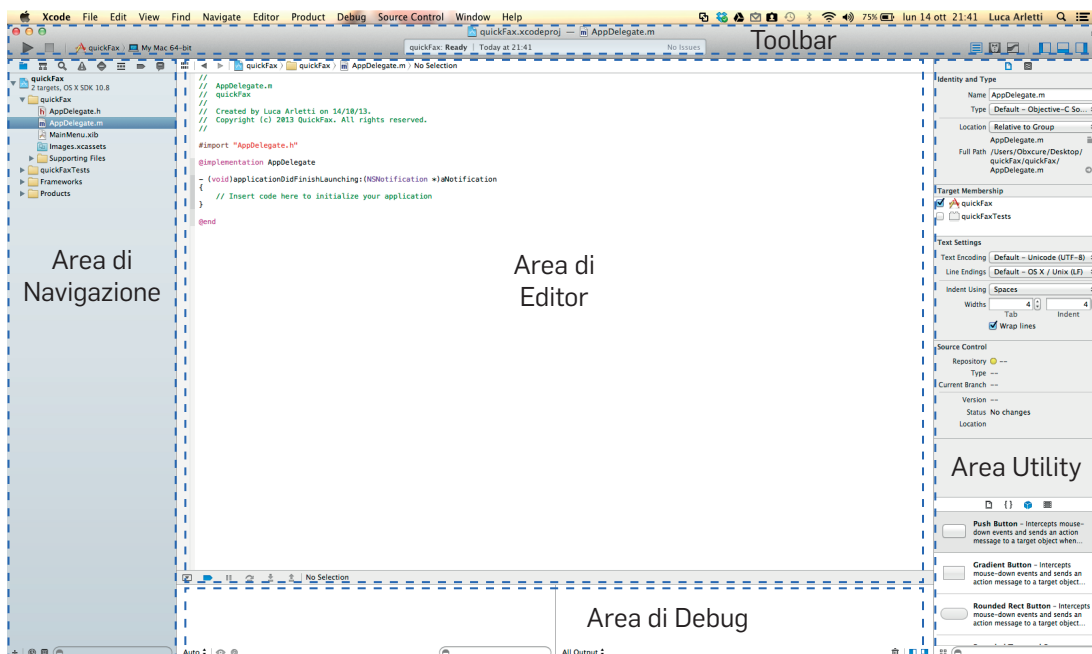 Xcode File Edit View Find Navigate Editor Product Debug Source Control Window Help 75% lun 14 ott 21:41 Luca Arletti
quickFax.xcodeproj — AppDelegate.m
Toolbar
quickFax My Mac 64-bit
quickFax: Ready | Today at 21:41 No Issues
quickFax
2 targets, OS X SDK 10.8
quickFax
AppDelegate.h
AppDelegate.m
MainMenu.xib
Images.xcassets
Supporting Files
quickFaxTests
Frameworks
Products
Area di
Navigazione
quickFax quickFax AppDelegate.m No Selection
//
// AppDelegate.m
// quickFax
//
// Created by Luca Arletti on 14/10/13.
// Copyright (c) 2013 QuickFax. All rights reserved.
//
#import "AppDelegate.h"
@implementation AppDelegate
- (void)applicationDidFinishLaunching:(NSNotification *)aNotification
{
// Insert code here to initialize your application
}
@end
Area di
Editor
No Selection
Area di Debug
Auto
All Output
Identity and Type
Name AppDelegate.m
Type Default - Objective-C So...
Location Relative to Group
AppDelegate.m
Full Path /Users/Obxcure/Desktop/
quickFax/quickFax/
AppDelegate.m
Target Membership
quickFax
quickFaxTests
Text Settings
Text Encoding Default - Unicode (UTF-8)
Line Endings Default - OS X / Unix (LF)
Indent Using Spaces
Widths 4 4
Tab Indent
Wrap lines
Source Control
Repository --
Type --
Current Branch --
Version --
Status No changes
Location
Area Utility
Push Button - Intercepts mouse-
down events and sends an action
message to a target object when...
Gradient Button - Intercepts
mouse-down events and sends an
action message to a target object...
Rounded Rect Button - Intercepts
mouse-down events and sends an
action message to a target object...